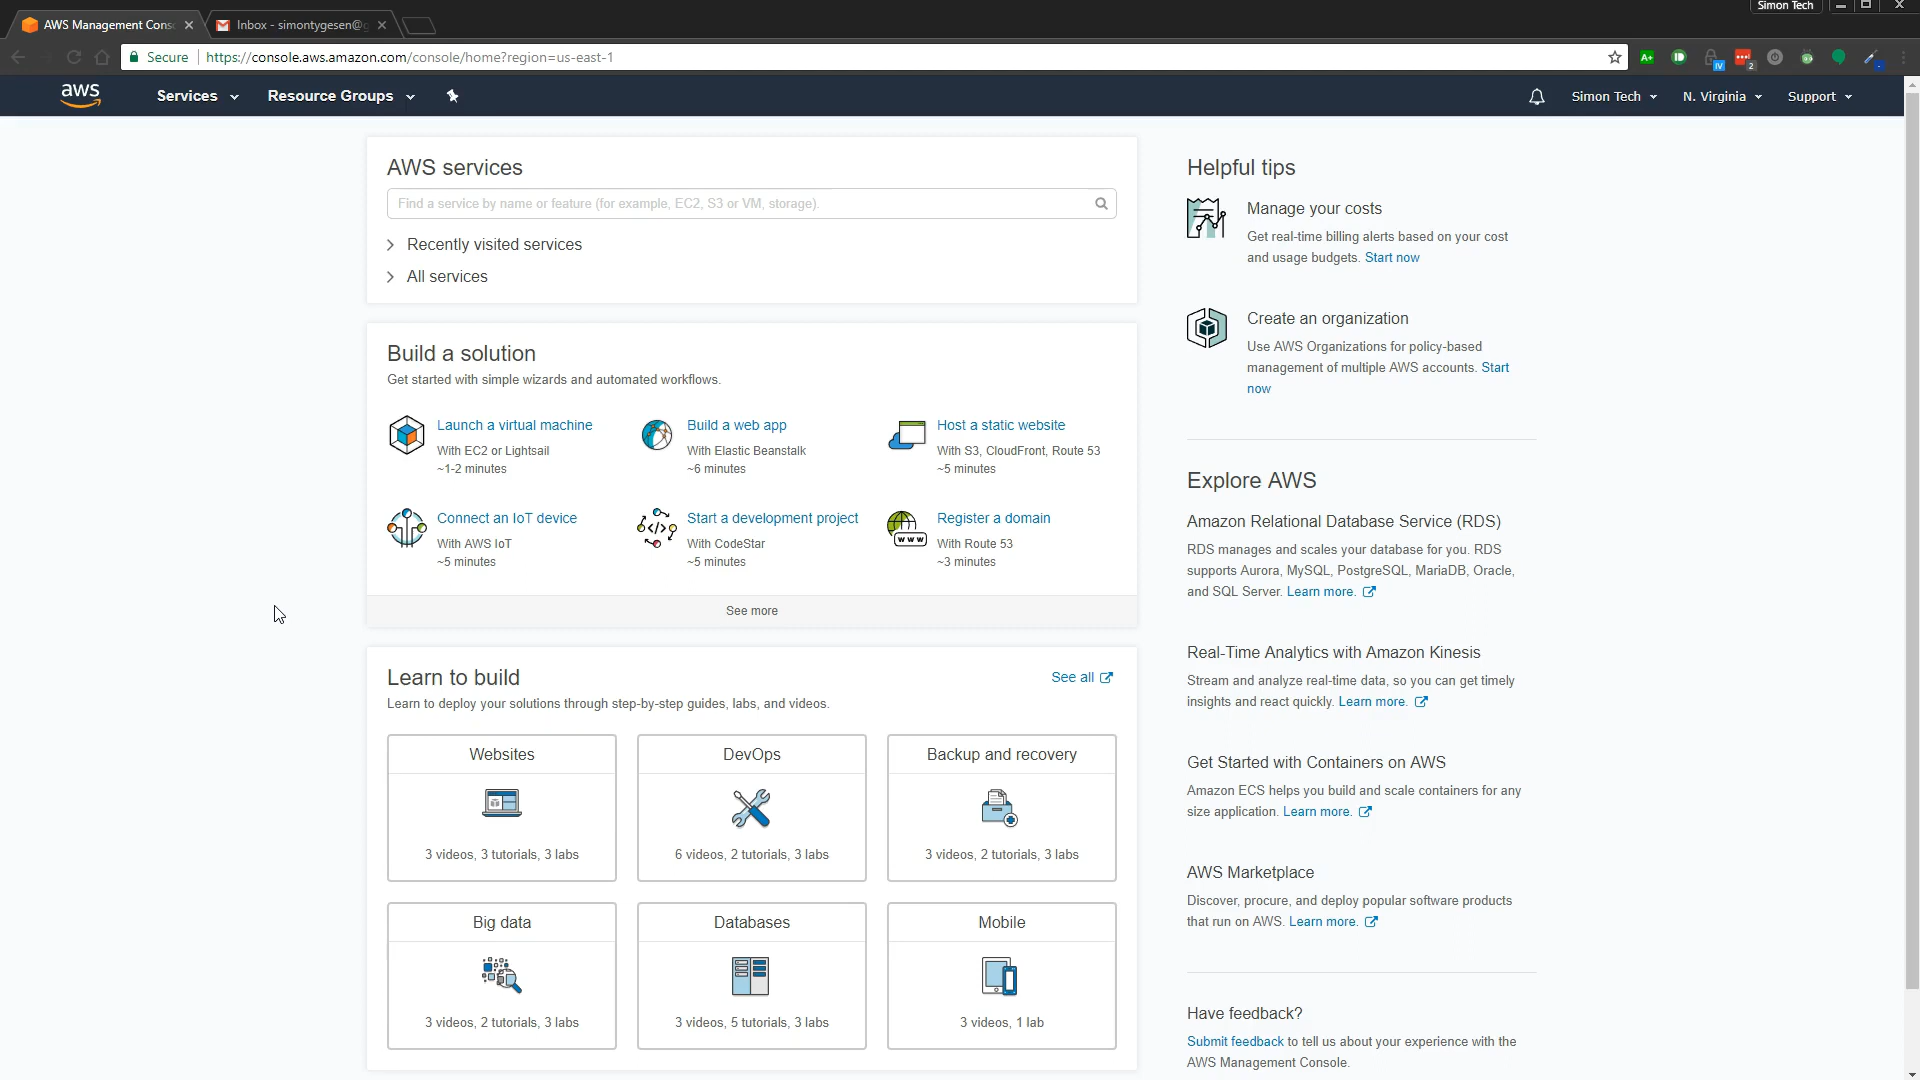 Simon Tech
AWS Management Cons
Inbox - simontygesen@g
Secure
https://console.aws.amazon.com/console/home?region=us-east-1
A+
IV
2
aws
Services
Resource Groups
Simon Tech
N. Virginia
Support
AWS services
Find a service by name or feature (for example, EC2, S3 or VM, storage).
Recently visited services
All services
Build a solution
Get started with simple wizards and automated workflows.
Launch a virtual machine
With EC2 or Lightsail
~1-2 minutes
Build a web app
With Elastic Beanstalk
~6 minutes
Host a static website
With S3, CloudFront, Route 53
~5 minutes
Connect an IoT device
With AWS IoT
~5 minutes
Start a development project
With CodeStar
~5 minutes
www
Register a domain
With Route 53
~3 minutes
See more
Learn to build
See all
Learn to deploy your solutions through step-by-step guides, labs, and videos.
Websites
3 videos, 3 tutorials, 3 labs
DevOps
6 videos, 2 tutorials, 3 labs
Backup and recovery
3 videos, 2 tutorials, 3 labs
Big data
3 videos, 2 tutorials, 3 labs
Databases
3 videos, 5 tutorials, 3 labs
Mobile
3 videos, 1 lab
Helpful tips
Manage your costs
Get real-time billing alerts based on your cost
and usage budgets. Start now
Create an organization
Use AWS Organizations for policy-based
management of multiple AWS accounts. Start
now
Explore AWS
Amazon Relational Database Service (RDS)
RDS manages and scales your database for you. RDS
supports Aurora, MySQL, PostgreSQL, MariaDB, Oracle,
and SQL Server. Learn more.
Real-Time Analytics with Amazon Kinesis
Stream and analyze real-time data, so you can get timely
insights and react quickly. Learn more.
Get Started with Containers on AWS
Amazon ECS helps you build and scale containers for any
size application. Learn more.
AWS Marketplace
Discover, procure, and deploy popular software products
that run on AWS. Learn more.
Have feedback?
Submit feedback to tell us about your experience with the
AWS Management Console.